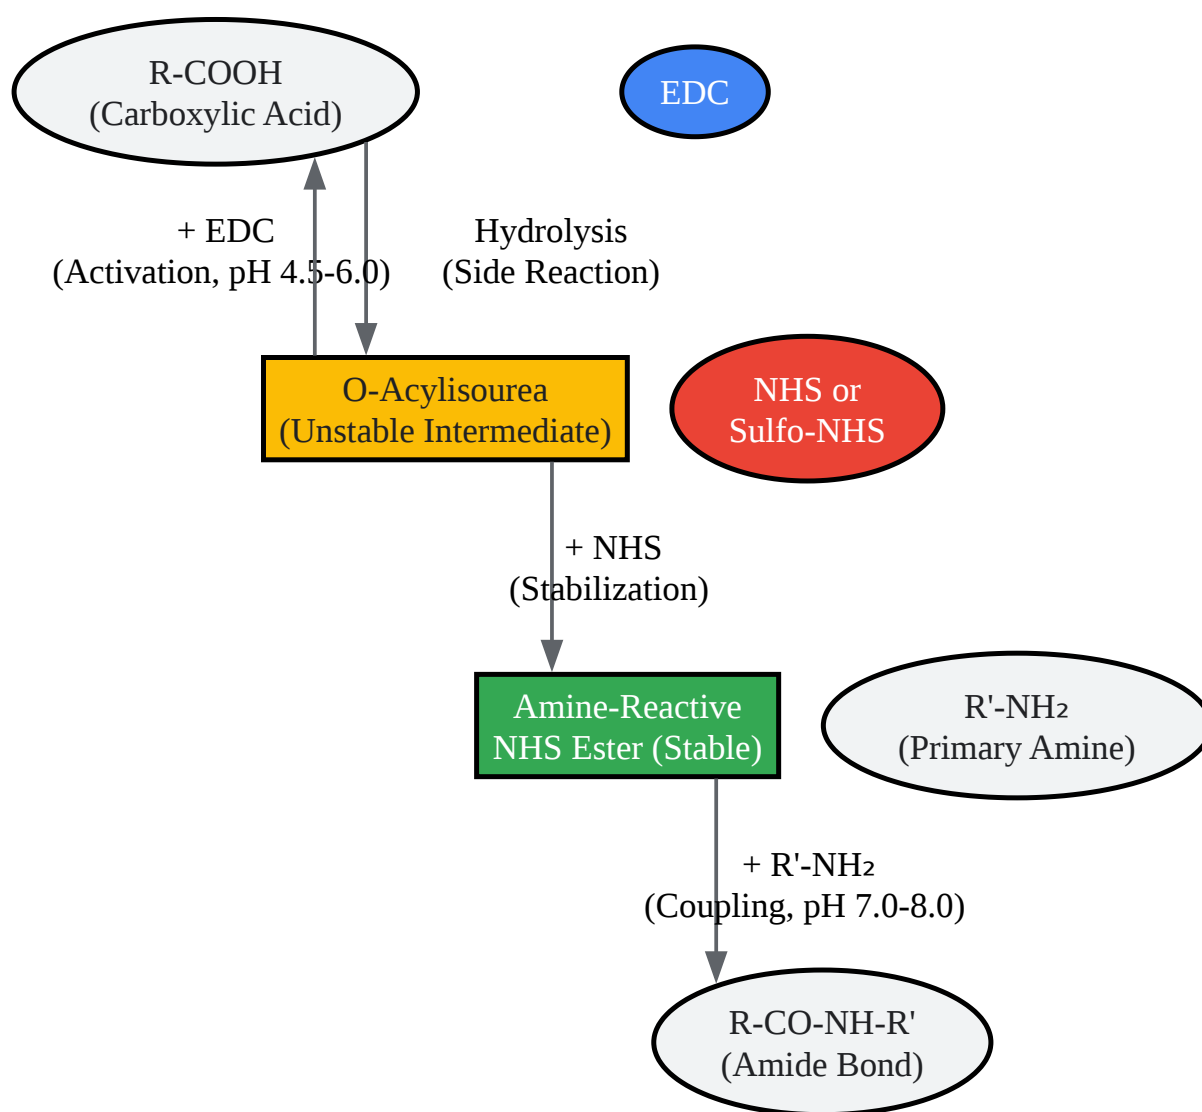 R-COOH
(Carboxylic Acid)
EDC
+ EDC
(Activation, pH 4.5-6.0)
Hydrolysis
(Side Reaction)
O-Acylisourea
(Unstable Intermediate)
NHS or
Sulfo-NHS
+ NHS
(Stabilization)
Amine-Reactive
NHS Ester (Stable)
R'-NH₂
(Primary Amine)
+ R'-NH₂
(Coupling, pH 7.0-8.0)
R-CO-NH-R'
(Amide Bond)